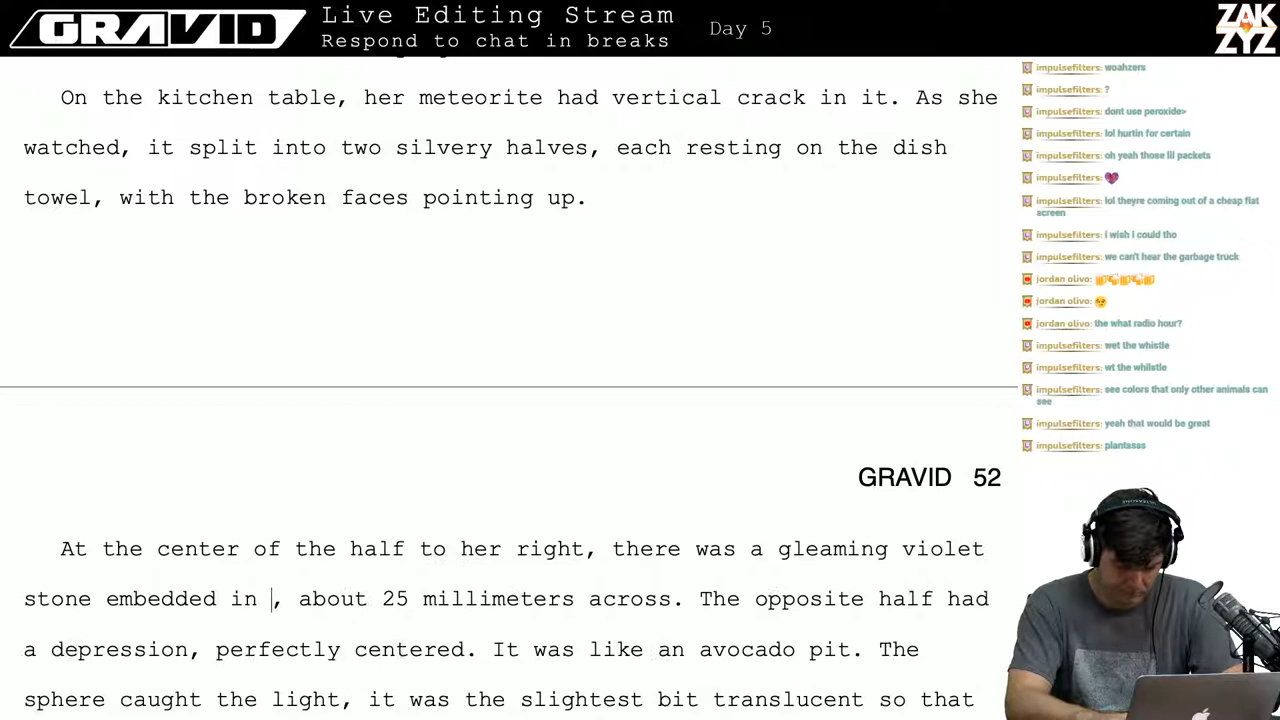 GRAVID
Live Editing Stream
Respond to chat in breaks
Day 5
ZAK
ZYZ
On the kitchen table, her meteorite had vertical crack in it. As she
watched, it split into two silvery halves, each resting on the dish
towel, with the broken faces pointing up.
GRAVID 52
At the center of the half to her right, there was a gleaming violet
stone embedded in , about 25 millimeters across. The opposite half had
a depression, perfectly centered. It was like an avocado pit. The
sphere caught the light, it was the slightest bit translucent so that
impulsefilters: woahzers
impulsefilters: ?
impulsefilters: dont use peroxide>
impulsefilters: lol hurtin for certain
impulsefilters: oh yeah those lil packets
impulsefilters:
impulsefilters: lol theyre coming out of a cheap flat
screen
impulsefilters: i wish i could tho
impulsefilters: we can't hear the garbage truck
jordan olivo:
jordan olivo:
jordan olivo: the what radio hour?
impulsefilters: wet the whistle
impulsefilters: wt the whilstle
impulsefilters: see colors that only other animals can
see
impulsefilters: yeah that would be great
impulsefilters: plantssss